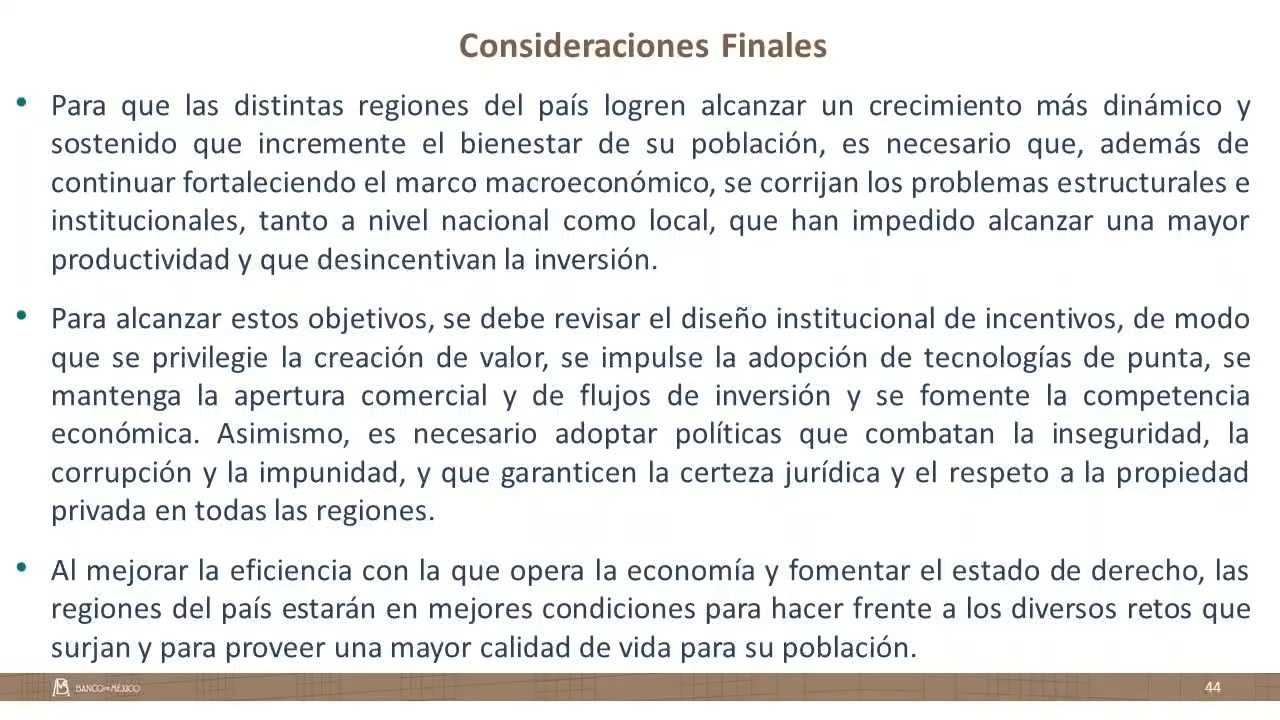 Consideraciones Finales
• Para que las distintas regiones del país logren alcanzar un crecimiento más dinámico y
sostenido que incremente el bienestar de su población, es necesario que, además de
continuar fortaleciendo el marco macroeconómico, se corrijan los problemas estructurales e
institucionales, tanto a nivel nacional como local, que han impedido alcanzar una mayor
productividad y que desincentivan la inversión.
• Para alcanzar estos objetivos, se debe revisar el diseño institucional de incentivos, de modo
que se privilegie la creación de valor, se impulse la adopción de tecnologías de punta, se
mantenga la apertura comercial y de flujos de inversión y se fomente la competencia
económica. Asimismo, es necesario adoptar políticas que combatan la inseguridad, la
corrupción y la impunidad, y que garanticen la certeza jurídica y el respeto a la propiedad
privada en todas las regiones.
• Al mejorar la eficiencia con la que opera la economía y fomentar el estado de derecho, las
regiones del país estarán en mejores condiciones para hacer frente a los diversos retos que
surjan y para proveer una mayor calidad de vida para su población.
BANCO DE MÉXICO
44